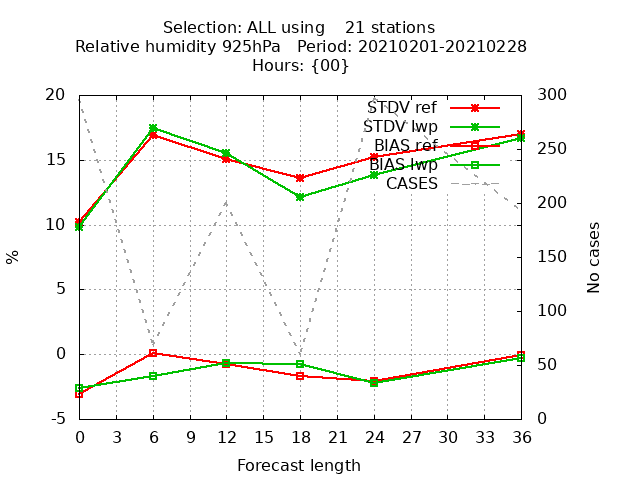 Selection: ALL using    21 stations
Relative humidity 925hPa   Period: 20210201-20210228
Hours: {00}
20
15
10
5
0
-5
%
300
250
200
150
100
50
0
No cases
STDV ref
STDV lwp
BIAS ref
BIAS lwp
CASES
0 3 6 9 12 15 18 21 24 27 30 33 36
Forecast length